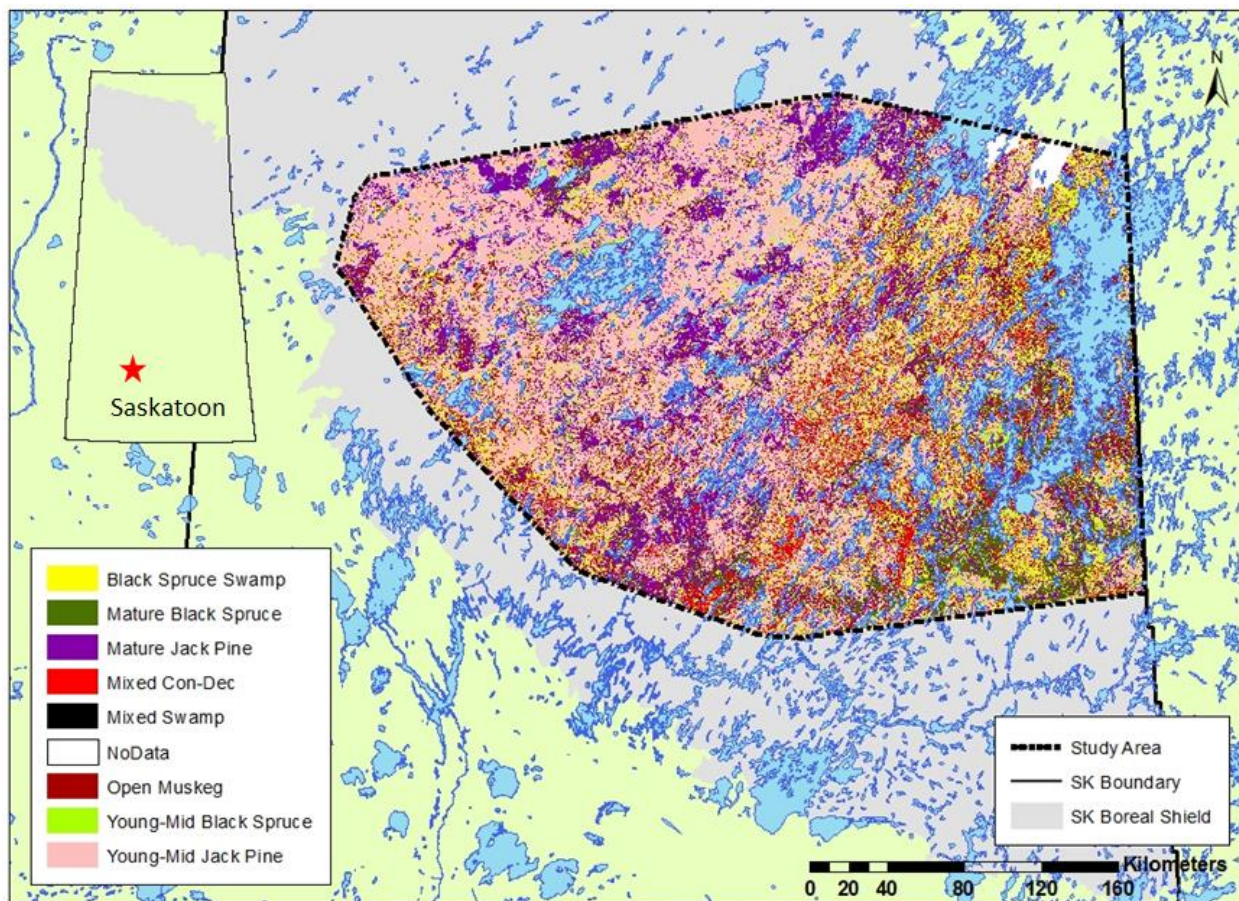 N
Saskatoon
Black Spruce Swamp
Mature Black Spruce
Mature Jack Pine
Mixed Con-Dec
Mixed Swamp
NoData
Open Muskeg
Young-Mid Black Spruce
Young-Mid Jack Pine
Study Area
SK Boundary
SK Boreal Shield
Kilometers
0 20 40 80 120 160